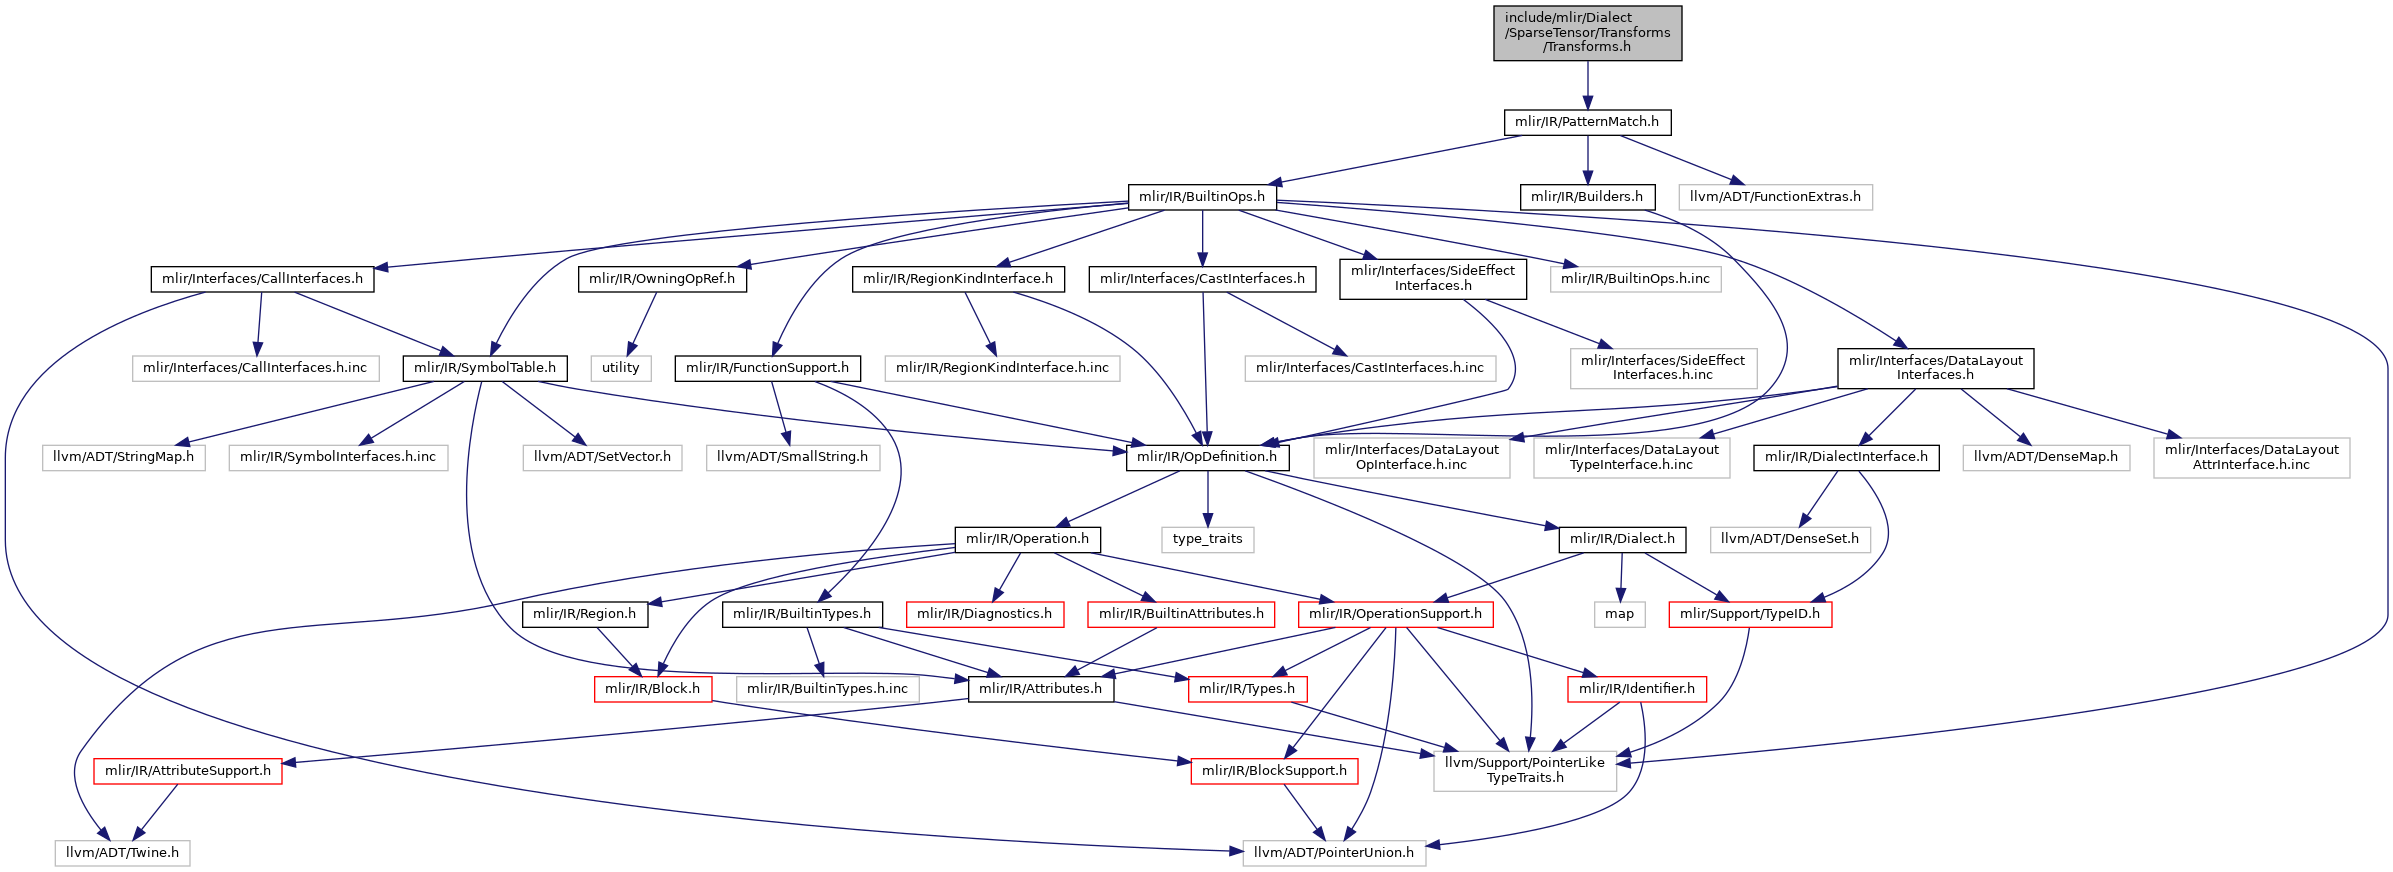 include/mlir/Dialect
/SparseTensor/Transforms
/Transforms.h
mlir/IR/PatternMatch.h
mlir/IR/BuiltinOps.h
mlir/IR/Builders.h
llvm/ADT/FunctionExtras.h
mlir/Interfaces/CallInterfaces.h
mlir/IR/OwningOpRef.h
mlir/IR/RegionKindInterface.h
mlir/Interfaces/CastInterfaces.h
mlir/Interfaces/SideEffect
Interfaces.h
mlir/IR/BuiltinOps.h.inc
mlir/Interfaces/CallInterfaces.h.inc
mlir/IR/SymbolTable.h
utility
mlir/IR/FunctionSupport.h
mlir/IR/RegionKindInterface.h.inc
mlir/Interfaces/CastInterfaces.h.inc
mlir/Interfaces/SideEffect
Interfaces.h.inc
mlir/Interfaces/DataLayout
Interfaces.h
llvm/ADT/StringMap.h
mlir/IR/SymbolInterfaces.h.inc
llvm/ADT/SetVector.h
llvm/ADT/SmallString.h
mlir/IR/OpDefinition.h
mlir/Interfaces/DataLayout
OpInterface.h.inc
mlir/Interfaces/DataLayout
TypeInterface.h.inc
mlir/IR/DialectInterface.h
llvm/ADT/DenseMap.h
mlir/Interfaces/DataLayout
AttrInterface.h.inc
mlir/IR/Operation.h
type_traits
mlir/IR/Dialect.h
llvm/ADT/DenseSet.h
mlir/IR/Region.h
mlir/IR/BuiltinTypes.h
mlir/IR/Diagnostics.h
mlir/IR/BuiltinAttributes.h
mlir/IR/OperationSupport.h
map
mlir/Support/TypeID.h
mlir/IR/Block.h
mlir/IR/BuiltinTypes.h.inc
mlir/IR/Attributes.h
mlir/IR/Types.h
mlir/IR/Identifier.h
mlir/IR/AttributeSupport.h
mlir/IR/BlockSupport.h
llvm/Support/PointerLike
TypeTraits.h
llvm/ADT/Twine.h
llvm/ADT/PointerUnion.h